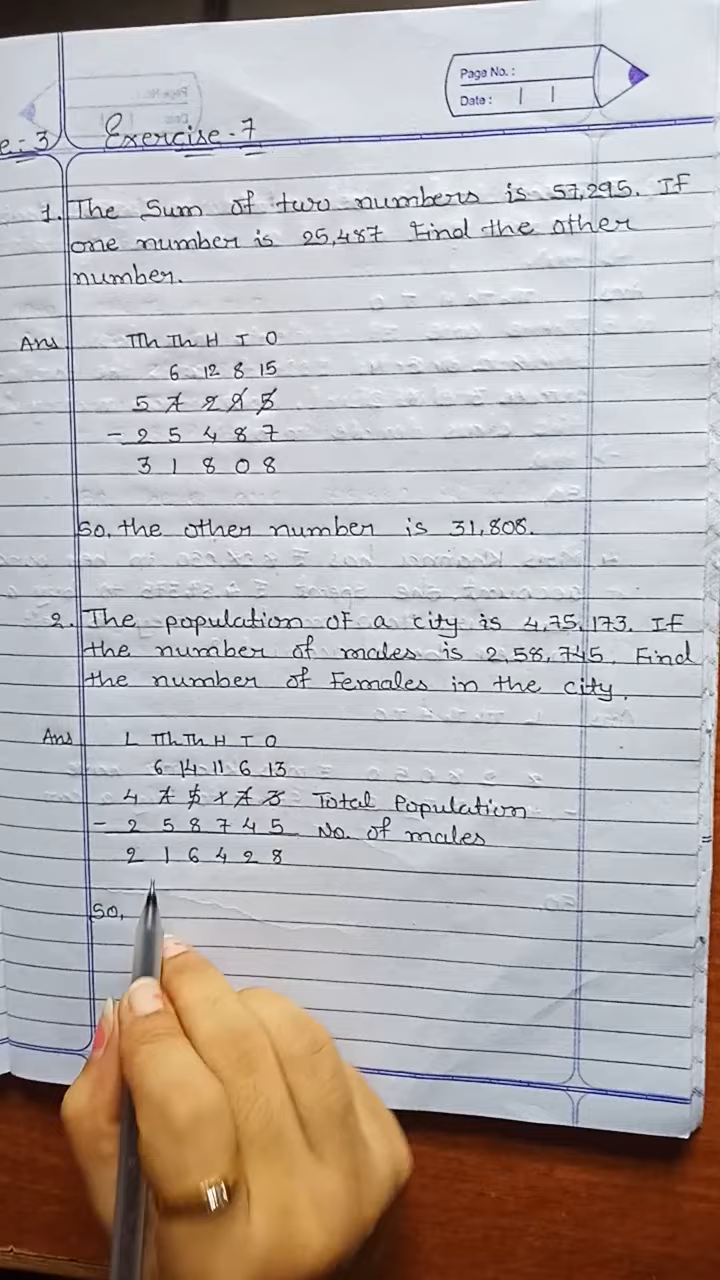 Page No. :
Date :
e-3 Exercise-7
1. The Sum of two numbers is 57,295. If
one number is 25,487 Find the other
number.
Ans TTh Th H T O
6 12 8 15
5 7 2 9 5
- 2 5 4 8 7
3 1 8 0 8
So, the other number is 31,808.
2. The population of a city is 4,75,173. If
the number of males is 2,58,745. Find
the number of Females in the city.
Ans L TTh Th H T O
6 14 11 6 13
4 7 5 1 7 3 Total Population
- 2 5 8 7 4 5 No. of males
2 1 6 4 2 8
So,